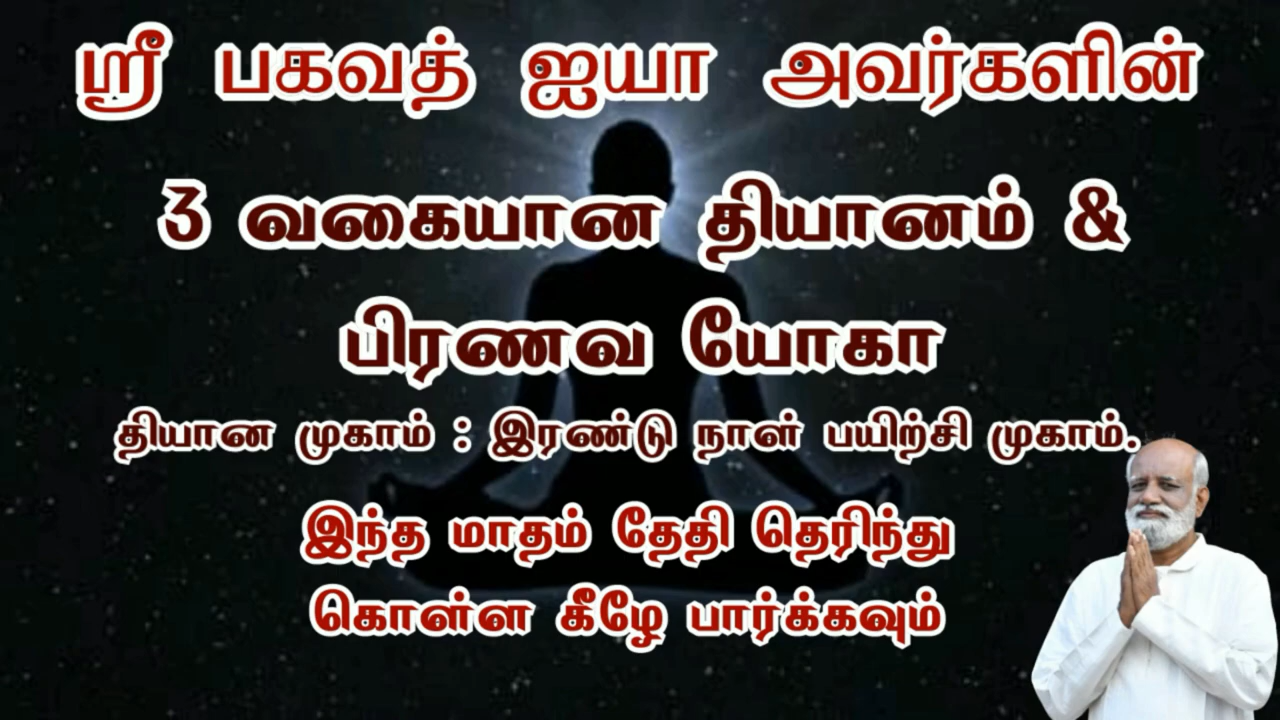 ஸ்ரீ பகவத் ஐயா அவர்களின்
3 வகையான தியானம் &
பிரணவ யோகா
தியான முகாம் : இரண்டு நாள் பயிற்சி முகாம்.
இந்த மாதம் தேதி தெரிந்து
கொள்ள கீழே பார்க்கவும்